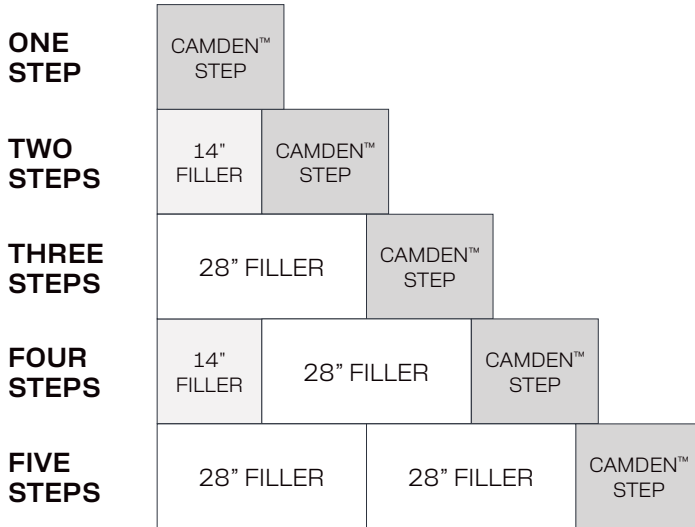 ONE
STEP
CAMDEN™
STEP
TWO
STEPS
14"
FILLER
CAMDEN™
STEP
THREE
STEPS
28” FILLER
CAMDEN™
STEP
FOUR
STEPS
14"
FILLER
28” FILLER
CAMDEN™
STEP
FIVE
STEPS
28” FILLER
28” FILLER
CAMDEN™
STEP